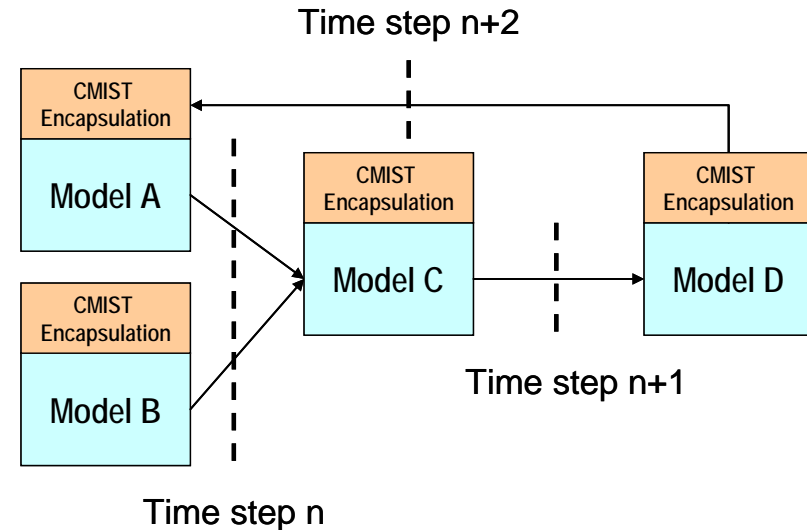 Time step n+2
CMIST
Encapsulation
Model A
CMIST
Encapsulation
Model B
CMIST
Encapsulation
Model C
CMIST
Encapsulation
Model D
Time step n+1
Time step n